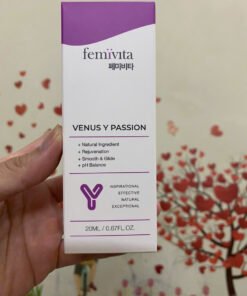 femivita
페미비타
VENUS Y PASSION
+ Natural Ingredient
+ Rejuvenation
+ Smooth & Glide
+ pH Balance
Y
INSPIRATIONAL
EFFECTIVE
NATURAL
EXCEPTIONAL
20ML / 0.67FL.OZ.